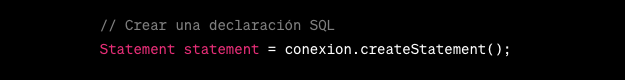 // Crear una declaración SQL
Statement statement = conexion.createStatement();